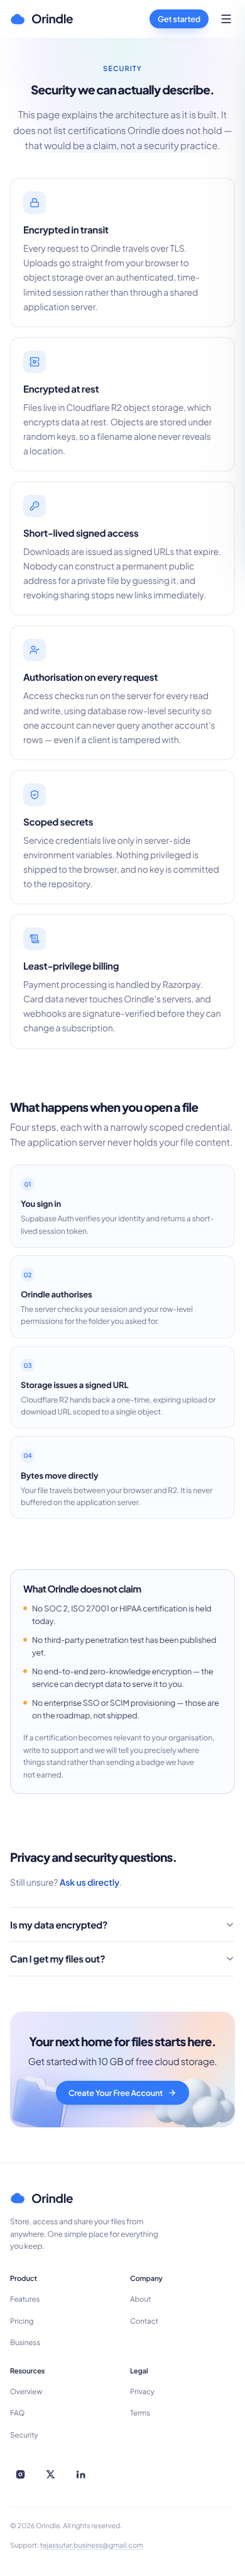 Orindle
Get started
SECURITY
Security we can actually describe.
This page explains the architecture as it is built. It
does not list certifications Orindle does not hold —
that would be a claim, not a security practice.
Encrypted in transit
Every request to Orindle travels over TLS.
Uploads go straight from your browser to
object storage over an authenticated, time-
limited session rather than through a shared
application server.
Encrypted at rest
Files live in Cloudflare R2 object storage, which
encrypts data at rest. Objects are stored under
random keys, so a filename alone never reveals
a location.
Short-lived signed access
Downloads are issued as signed URLs that expire.
Nobody can construct a permanent public
address for a private file by guessing it, and
revoking sharing stops new links immediately.
Authorisation on every request
Access checks run on the server for every read
and write, using database row-level security so
one account can never query another account's
rows — even if a client is tampered with.
Scoped secrets
Service credentials live only in server-side
environment variables. Nothing privileged is
shipped to the browser, and no key is committed
to the repository.
Least-privilege billing
Payment processing is handled by Razorpay.
Card data never touches Orindle's servers, and
webhooks are signature-verified before they can
change a subscription.
What happens when you open a file
Four steps, each with a narrowly scoped credential.
The application server never holds your file content.
01
You sign in
Supabase Auth verifies your identity and returns a short-
lived session token.
02
Orindle authorises
The server checks your session and your row-level
permissions for the folder you asked for.
03
Storage issues a signed URL
Cloudflare R2 hands back a one-time, expiring upload or
download URL scoped to a single object.
04
Bytes move directly
Your file travels between your browser and R2. It is never
buffered on the application server.
What Orindle does not claim
No SOC 2, ISO 27001 or HIPAA certification is held
today.
No third-party penetration test has been published
yet.
No end-to-end zero-knowledge encryption — the
service can decrypt data to serve it to you.
No enterprise SSO or SCIM provisioning — those are
on the roadmap, not shipped.
If a certification becomes relevant to your organisation,
write to support and we will tell you precisely where
things stand rather than sending a badge we have
not earned.
Privacy and security questions.
Still unsure? Ask us directly.
Is my data encrypted?
Can I get my files out?
Your next home for files starts here.
Get started with 10 GB of free cloud storage.
Create Your Free Account
Orindle
Store, access and share your files from
anywhere. One simple place for everything
you keep.
Product
Company
Features
About
Pricing
Contact
Business
Resources
Legal
Overview
Privacy
FAQ
Terms
Security
© 2026 Orindle. All rights reserved.
Support: tejassutar.business@gmail.com